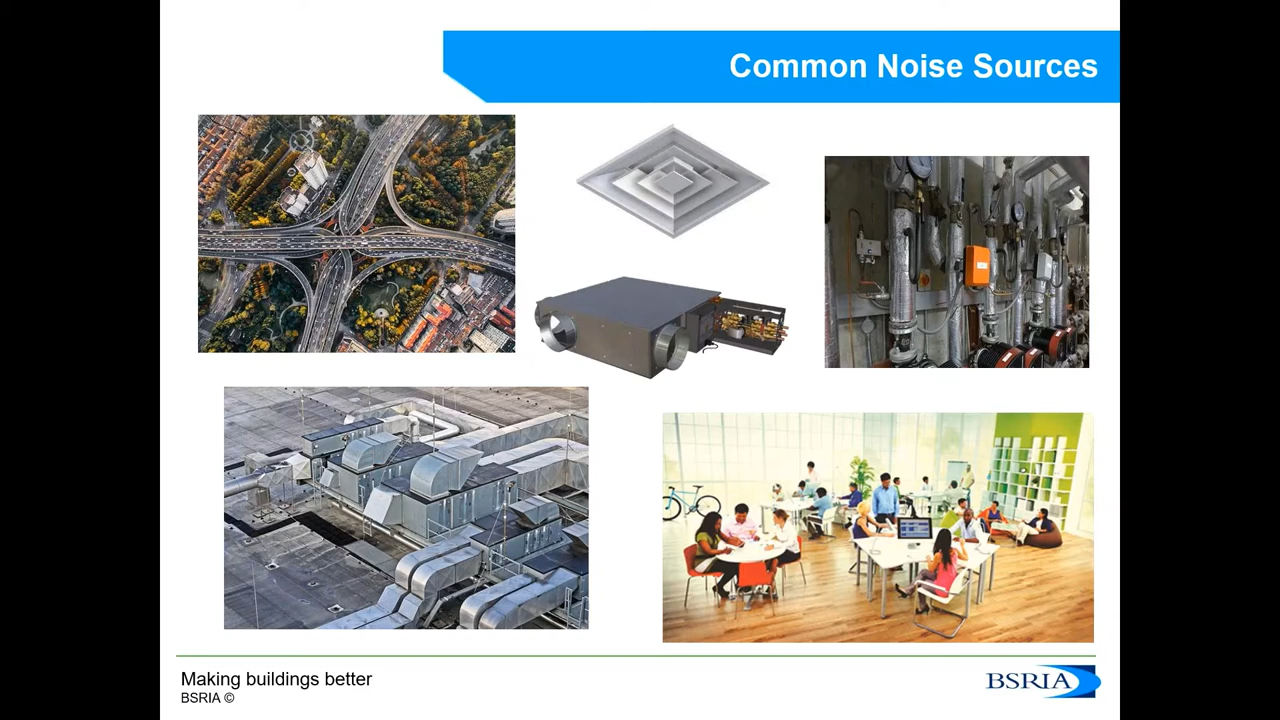 Common Noise Sources
Making buildings better
BSRIA ©
BSRIA